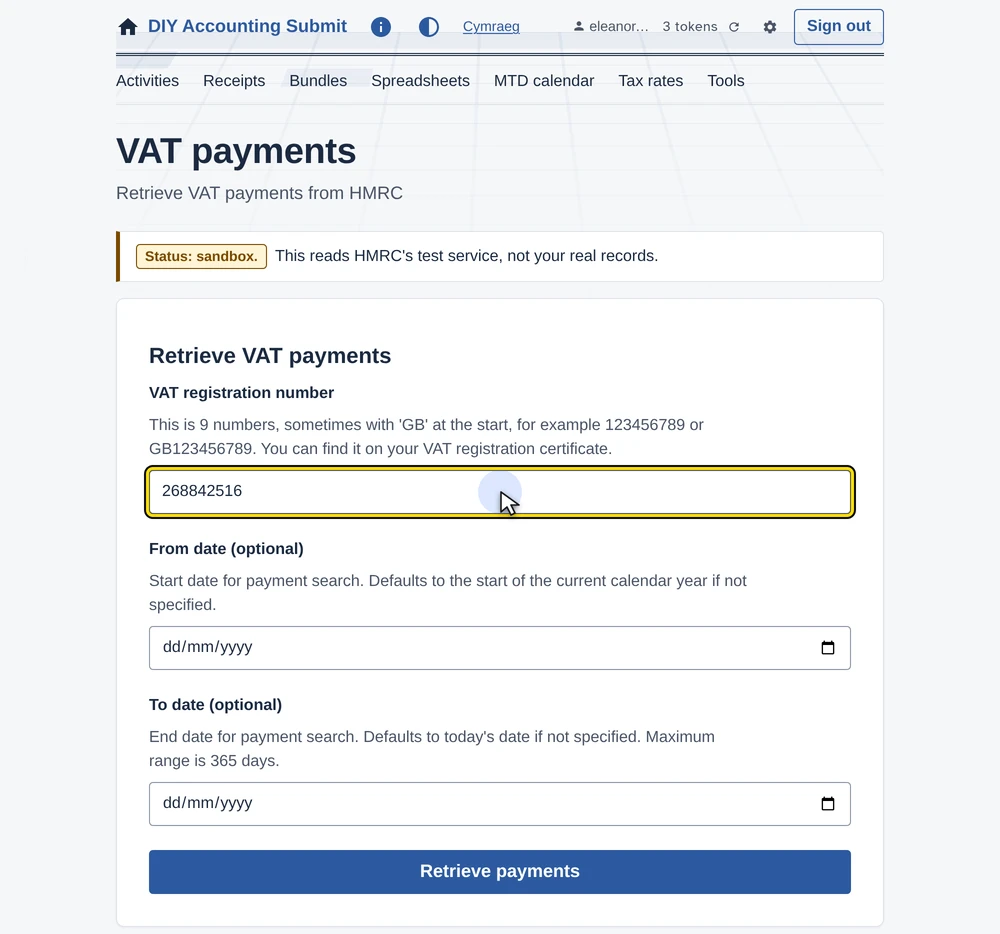 DIY Accounting Submit
Cymraeg
eleanor...
3 tokens
Sign out
Activities
Receipts
Bundles
Spreadsheets
MTD calendar
Tax rates
Tools
VAT payments
Retrieve VAT payments from HMRC
Status: sandbox. This reads HMRC's test service, not your real records.
Retrieve VAT payments
VAT registration number
This is 9 numbers, sometimes with 'GB' at the start, for example 123456789 or
GB123456789. You can find it on your VAT registration certificate.
268842516
From date (optional)
Start date for payment search. Defaults to the start of the current calendar year if not
specified.
dd/mm/yyyy
To date (optional)
End date for payment search. Defaults to today's date if not specified. Maximum
range is 365 days.
dd/mm/yyyy
Retrieve payments